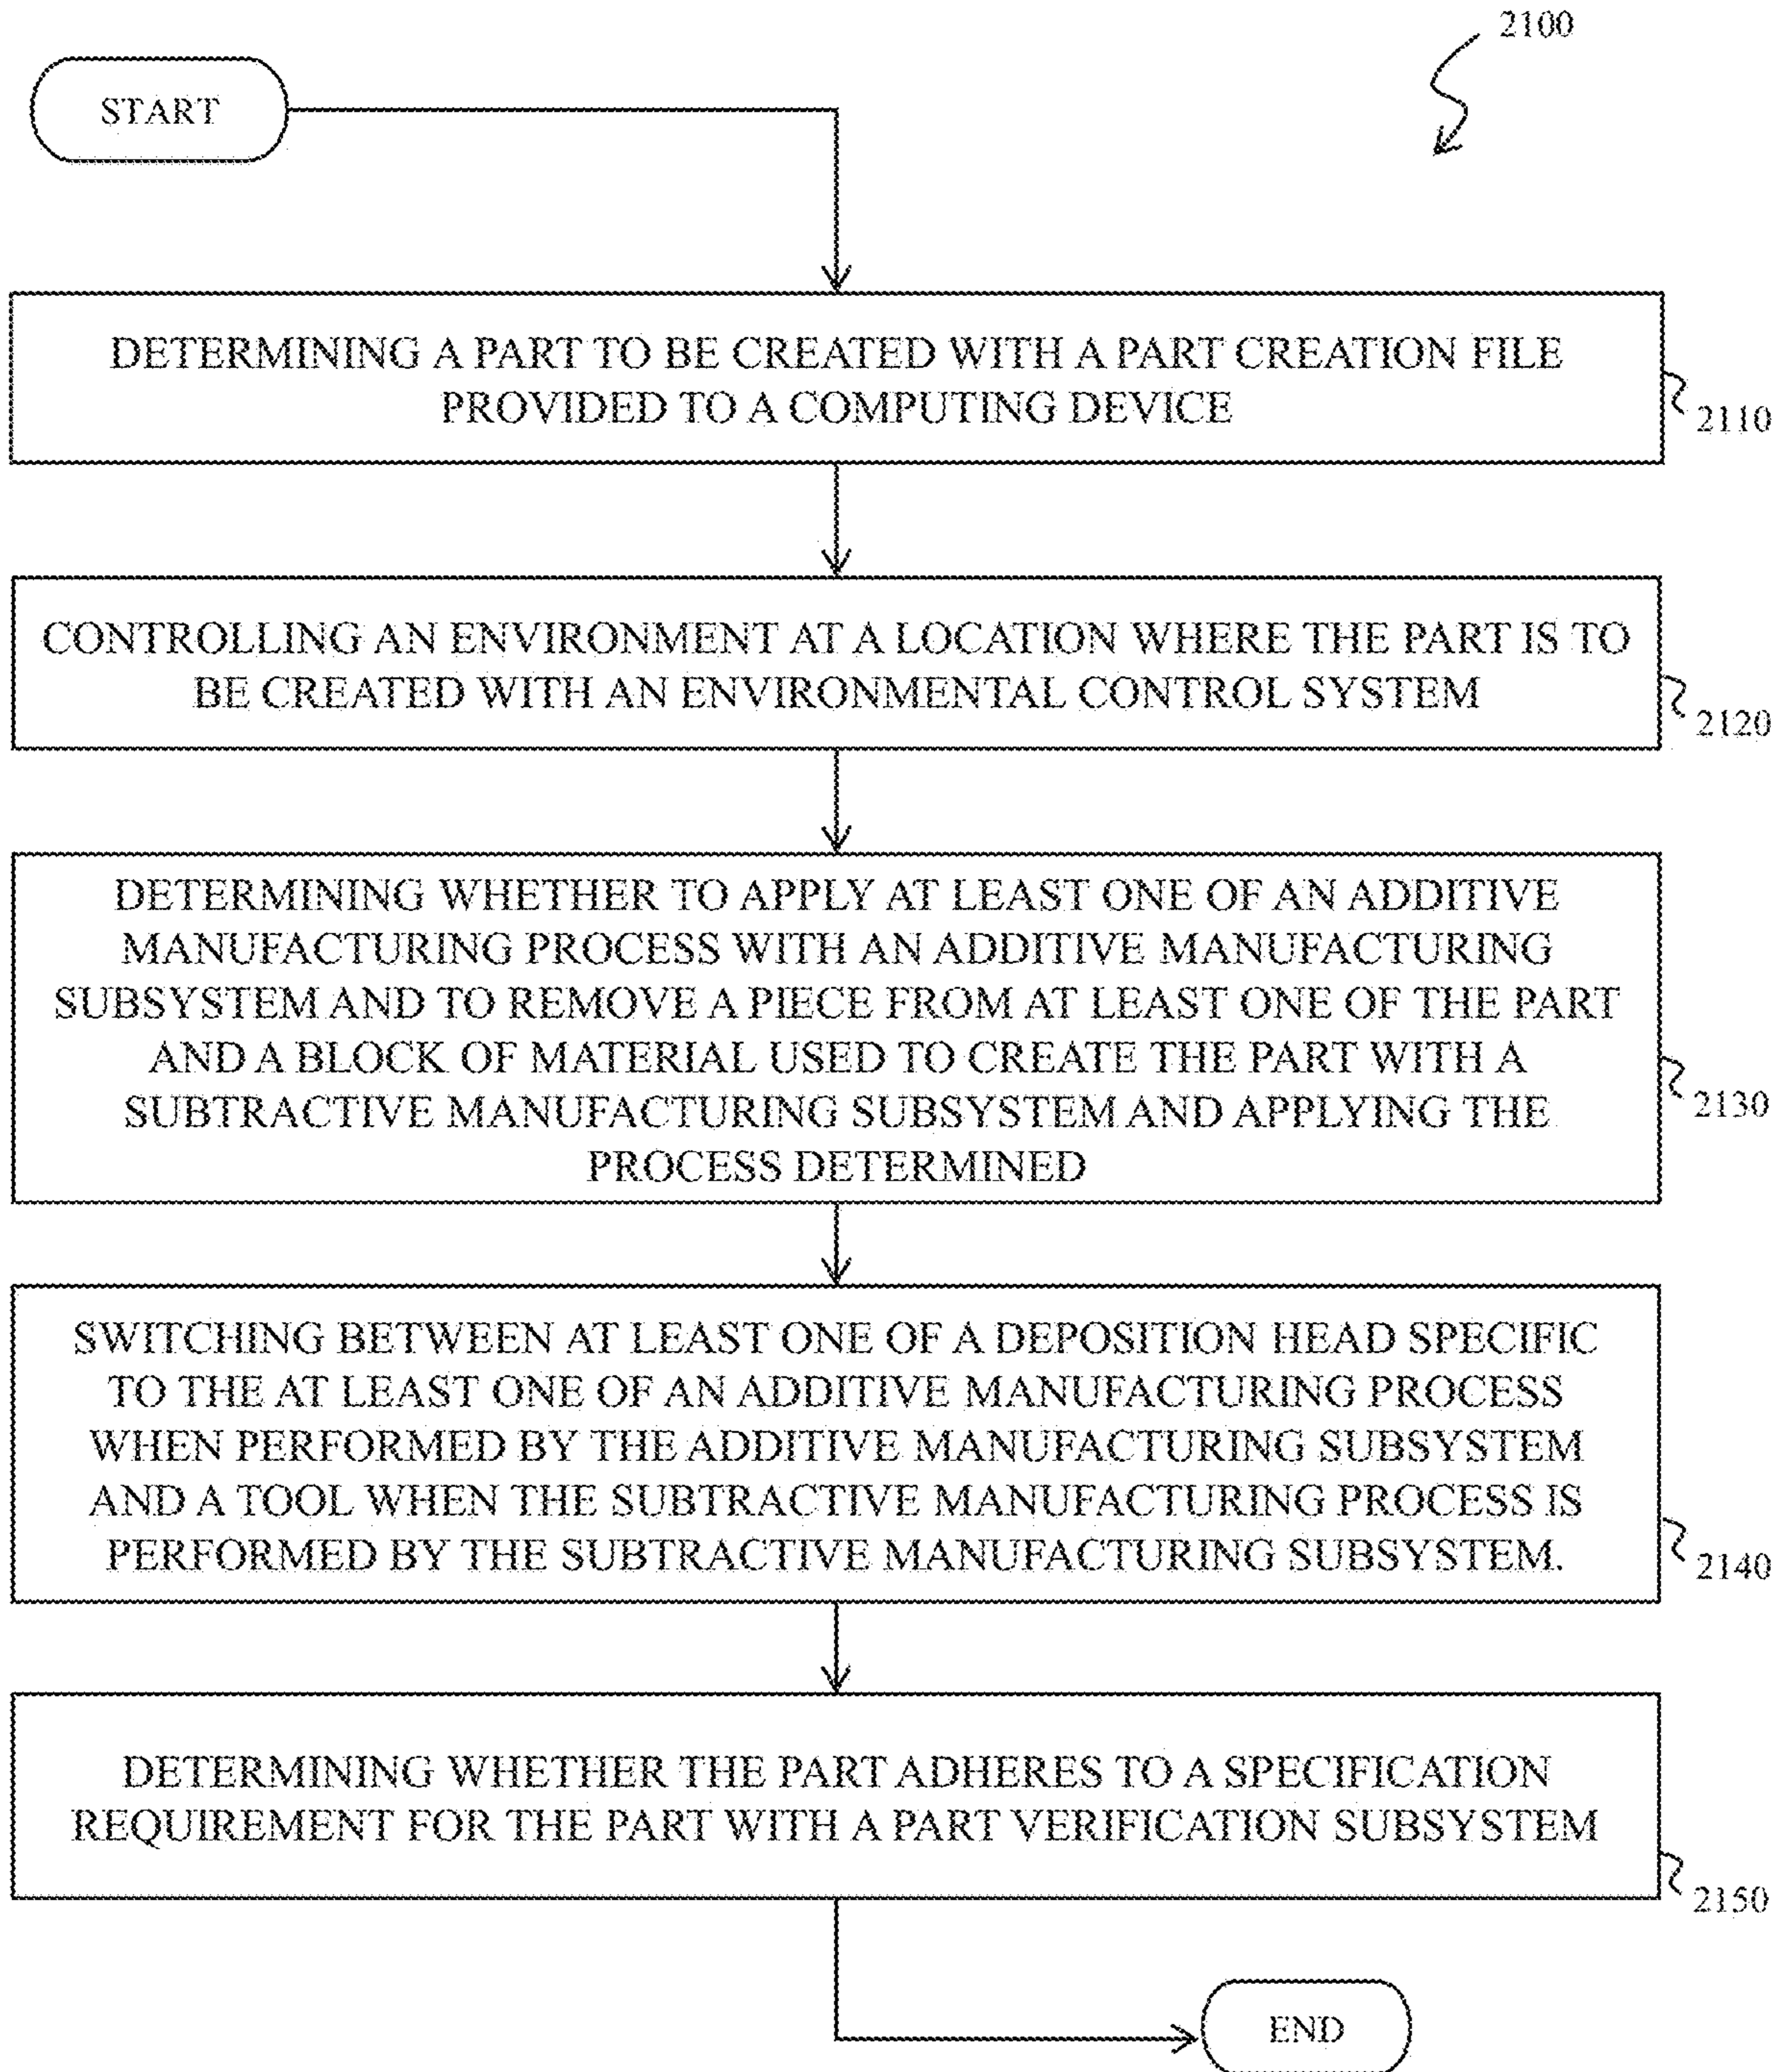 2100
START
DETERMINING A PART TO BE CREATED WITH A PART CREATION FILE
PROVIDED TO A COMPUTING DEVICE
2110
CONTROLLING AN ENVIRONMENT AT A LOCATION WHERE THE PART IS TO
BE CREATED WITH AN ENVIRONMENTAL CONTROL SYSTEM
2120
DETERMINING WHETHER TO APPLY AT LEAST ONE OF AN ADDITIVE
MANUFACTURING PROCESS WITH AN ADDITIVE MANUFACTURING
SUBSYSTEM AND TO REMOVE A PIECE FROM AT LEAST ONE OF THE PART
AND A BLOCK OF MATERIAL USED TO CREATE THE PART WITH A
SUBTRACTIVE MANUFACTURING SUBSYSTEM AND APPLYING THE
PROCESS DETERMINED
2130
SWITCHING BETWEEN AT LEAST ONE OF A DEPOSITION HEAD SPECIFIC
TO THE AT LEAST ONE OF AN ADDITIVE MANUFACTURING PROCESS
WHEN PERFORMED BY THE ADDITIVE MANUFACTURING SUBSYSTEM
AND A TOOL WHEN THE SUBTRACTIVE MANUFACTURING PROCESS IS
PERFORMED BY THE SUBTRACTIVE MANUFACTURING SUBSYSTEM.
2140
DETERMINING WHETHER THE PART ADHERES TO A SPECIFICATION
REQUIREMENT FOR THE PART WITH A PART VERIFICATION SUBSYSTEM
2150
END